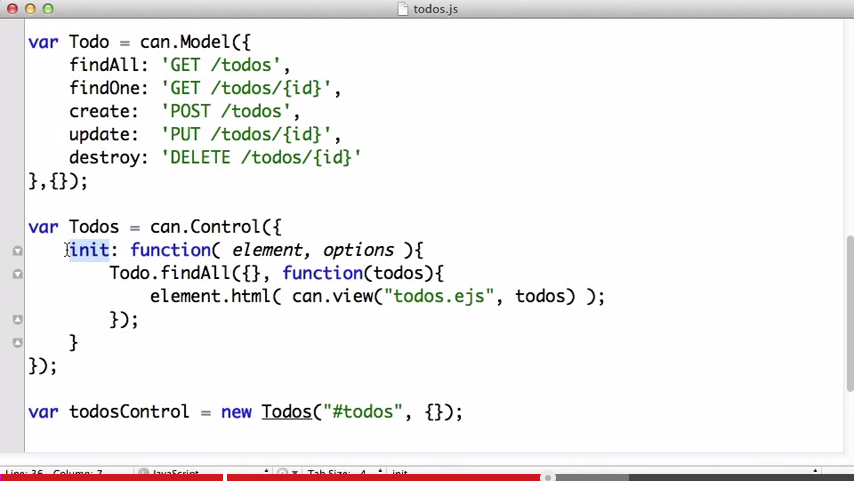 todos.js
var Todo = can.Model({
findAll: 'GET /todos',
findOne: 'GET /todos/{id}',
create: 'POST /todos',
update: 'PUT /todos/{id}',
destroy: 'DELETE /todos/{id}'
},{});
var Todos = can.Control({
init: function( element, options ){
Todo.findAll({}, function(todos){
element.html( can.view("todos.ejs", todos) );
});
}
});
var todosControl = new Todos("#todos", {});
Line: 36 Column: 7 JavaScript Tab Size: 4 init